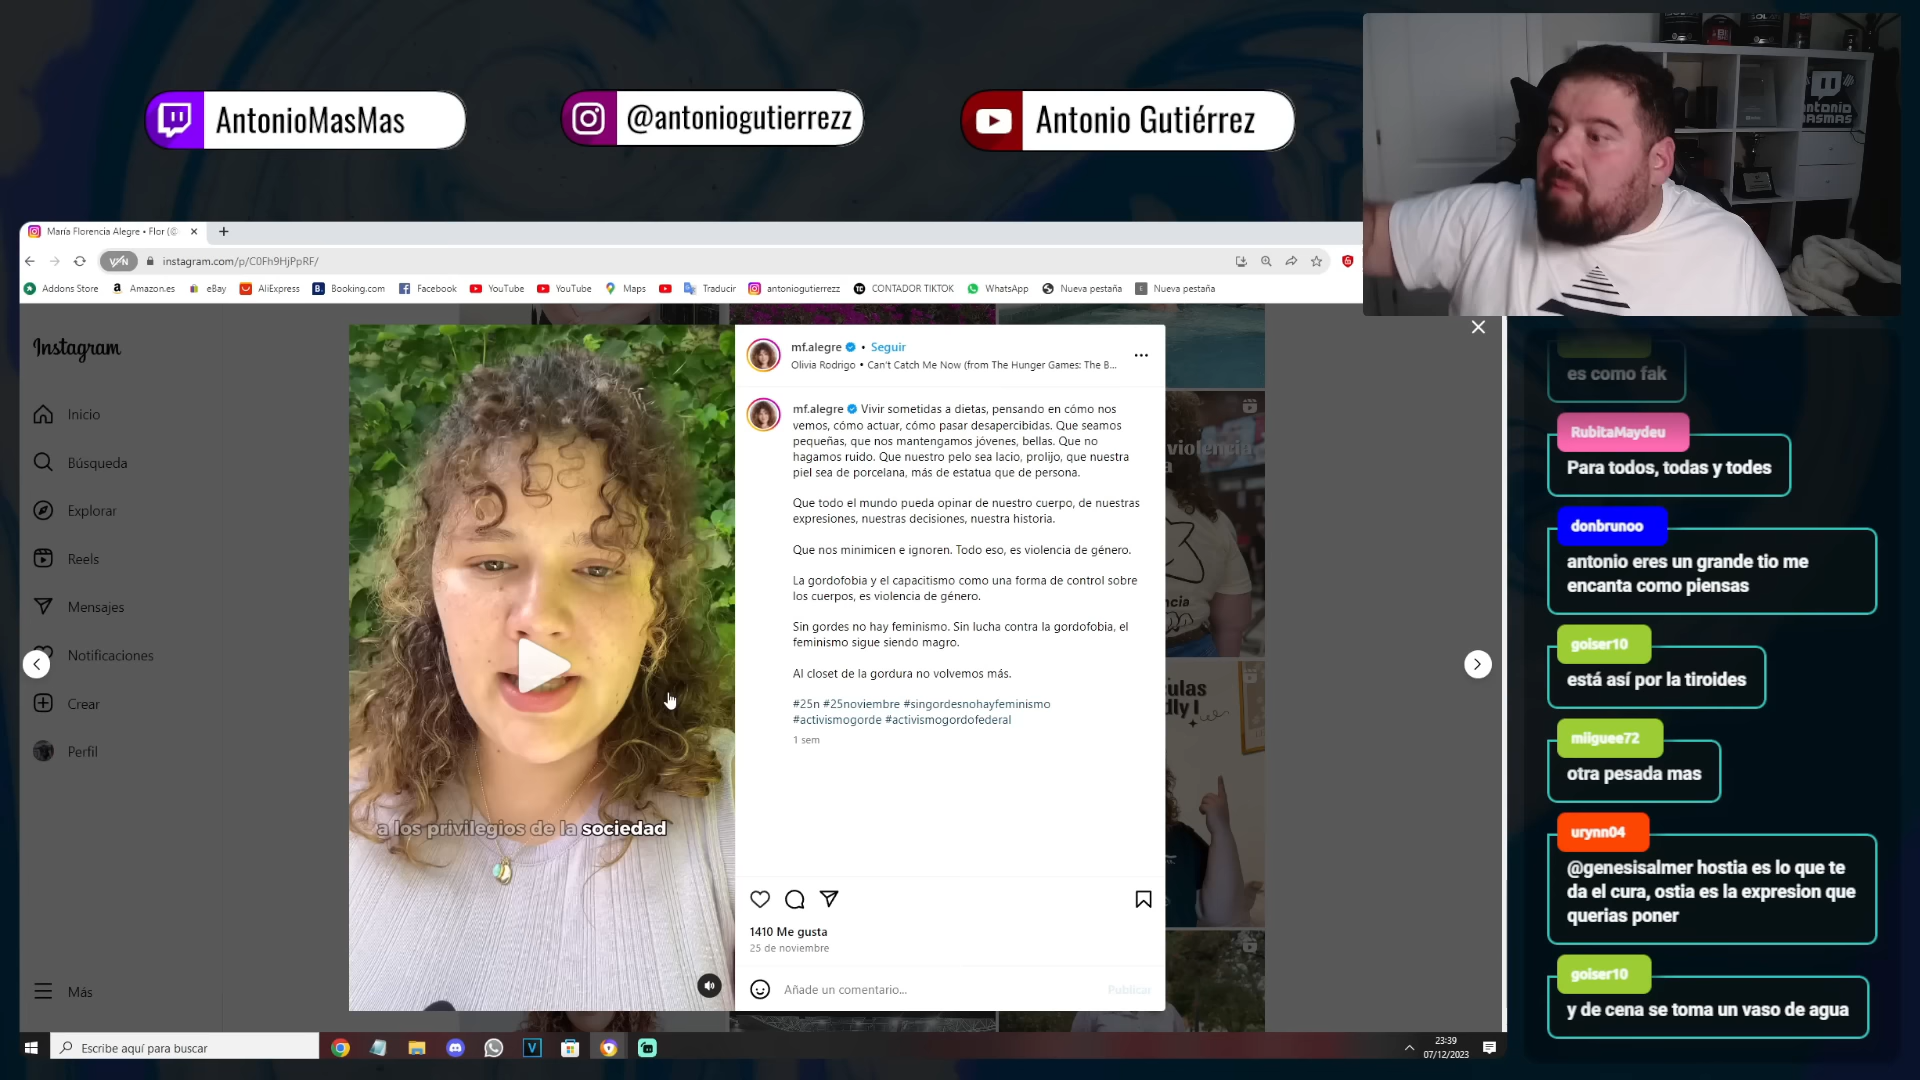 AntonioMasMas
@antoniogutierrezz
Antonio Gutiérrez
antonio
MASMAS
María Florencia Alegre • Flor (@
VPN
instagram.com/p/C0Fh9HjPpRF/
Addons Store
Amazon.es
eBay
AliExpress
Booking.com
Facebook
YouTube
YouTube
Maps
Traducir
antoniogutierrezz
CONTADOR TIKTOK
WhatsApp
Nueva pestaña
Nueva pestaña
Instagram
Inicio
Búsqueda
Explorar
Reels
Mensajes
Notificaciones
Crear
Perfil
Más
a los privilegios de la sociedad
mf.alegre • Seguir
Olivia Rodrigo • Can't Catch Me Now (from The Hunger Games: The B...
mf.alegre Vivir sometidas a dietas, pensando en cómo nos
vemos, cómo actuar, cómo pasar desapercibidas. Que seamos
pequeñas, que nos mantengamos jóvenes, bellas. Que no
hagamos ruido. Que nuestro pelo sea lacio, prolijo, que nuestra
piel sea de porcelana, más de estatua que de persona.
Que todo el mundo pueda opinar de nuestro cuerpo, de nuestras
expresiones, nuestras decisiones, nuestra historia.
Que nos minimicen e ignoren. Todo eso, es violencia de género.
La gordofobia y el capacitismo como una forma de control sobre
los cuerpos, es violencia de género.
Sin gordes no hay feminismo. Sin lucha contra la gordofobia, el
feminismo sigue siendo magro.
Al closet de la gordura no volvemos más.
#25n #25noviembre #singordesnohayfeminismo
#activismogorde #activismogordofederal
1 sem
1410 Me gusta
25 de noviembre
Añade un comentario...
Publicar
violencia
es como fak
RubitaMaydeu
Para todos, todas y todes
donbrunoo
antonio eres un grande tio me
encanta como piensas
goiser10
está así por la tiroides
miiguee72
otra pesada mas
urynn04
@genesisalmer hostia es lo que te
da el cura, ostia es la expresion que
querias poner
goiser10
y de cena se toma un vaso de agua
Escribe aquí para buscar
23:39
07/12/2023